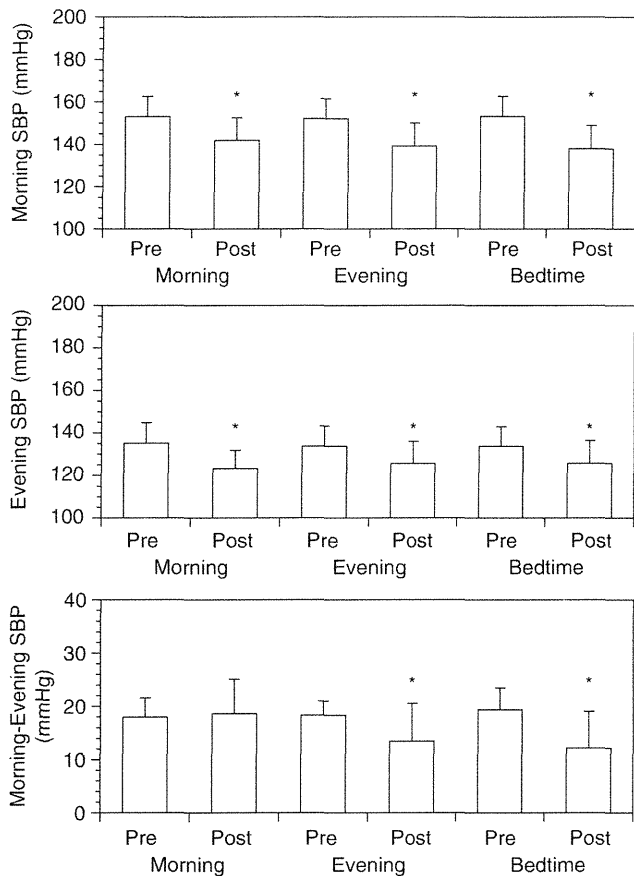 Morning SBP (mmHg)
200
180
160
140
120
100
* * *
Pre Post Pre Post Pre Post
Morning Evening Bedtime
Evening SBP (mmHg)
200
180
160
140
120
100
* * *
Pre Post Pre Post Pre Post
Morning Evening Bedtime
Morning-Evening SBP
(mmHg)
40
30
20
10
0
* *
Pre Post Pre Post Pre Post
Morning Evening Bedtime